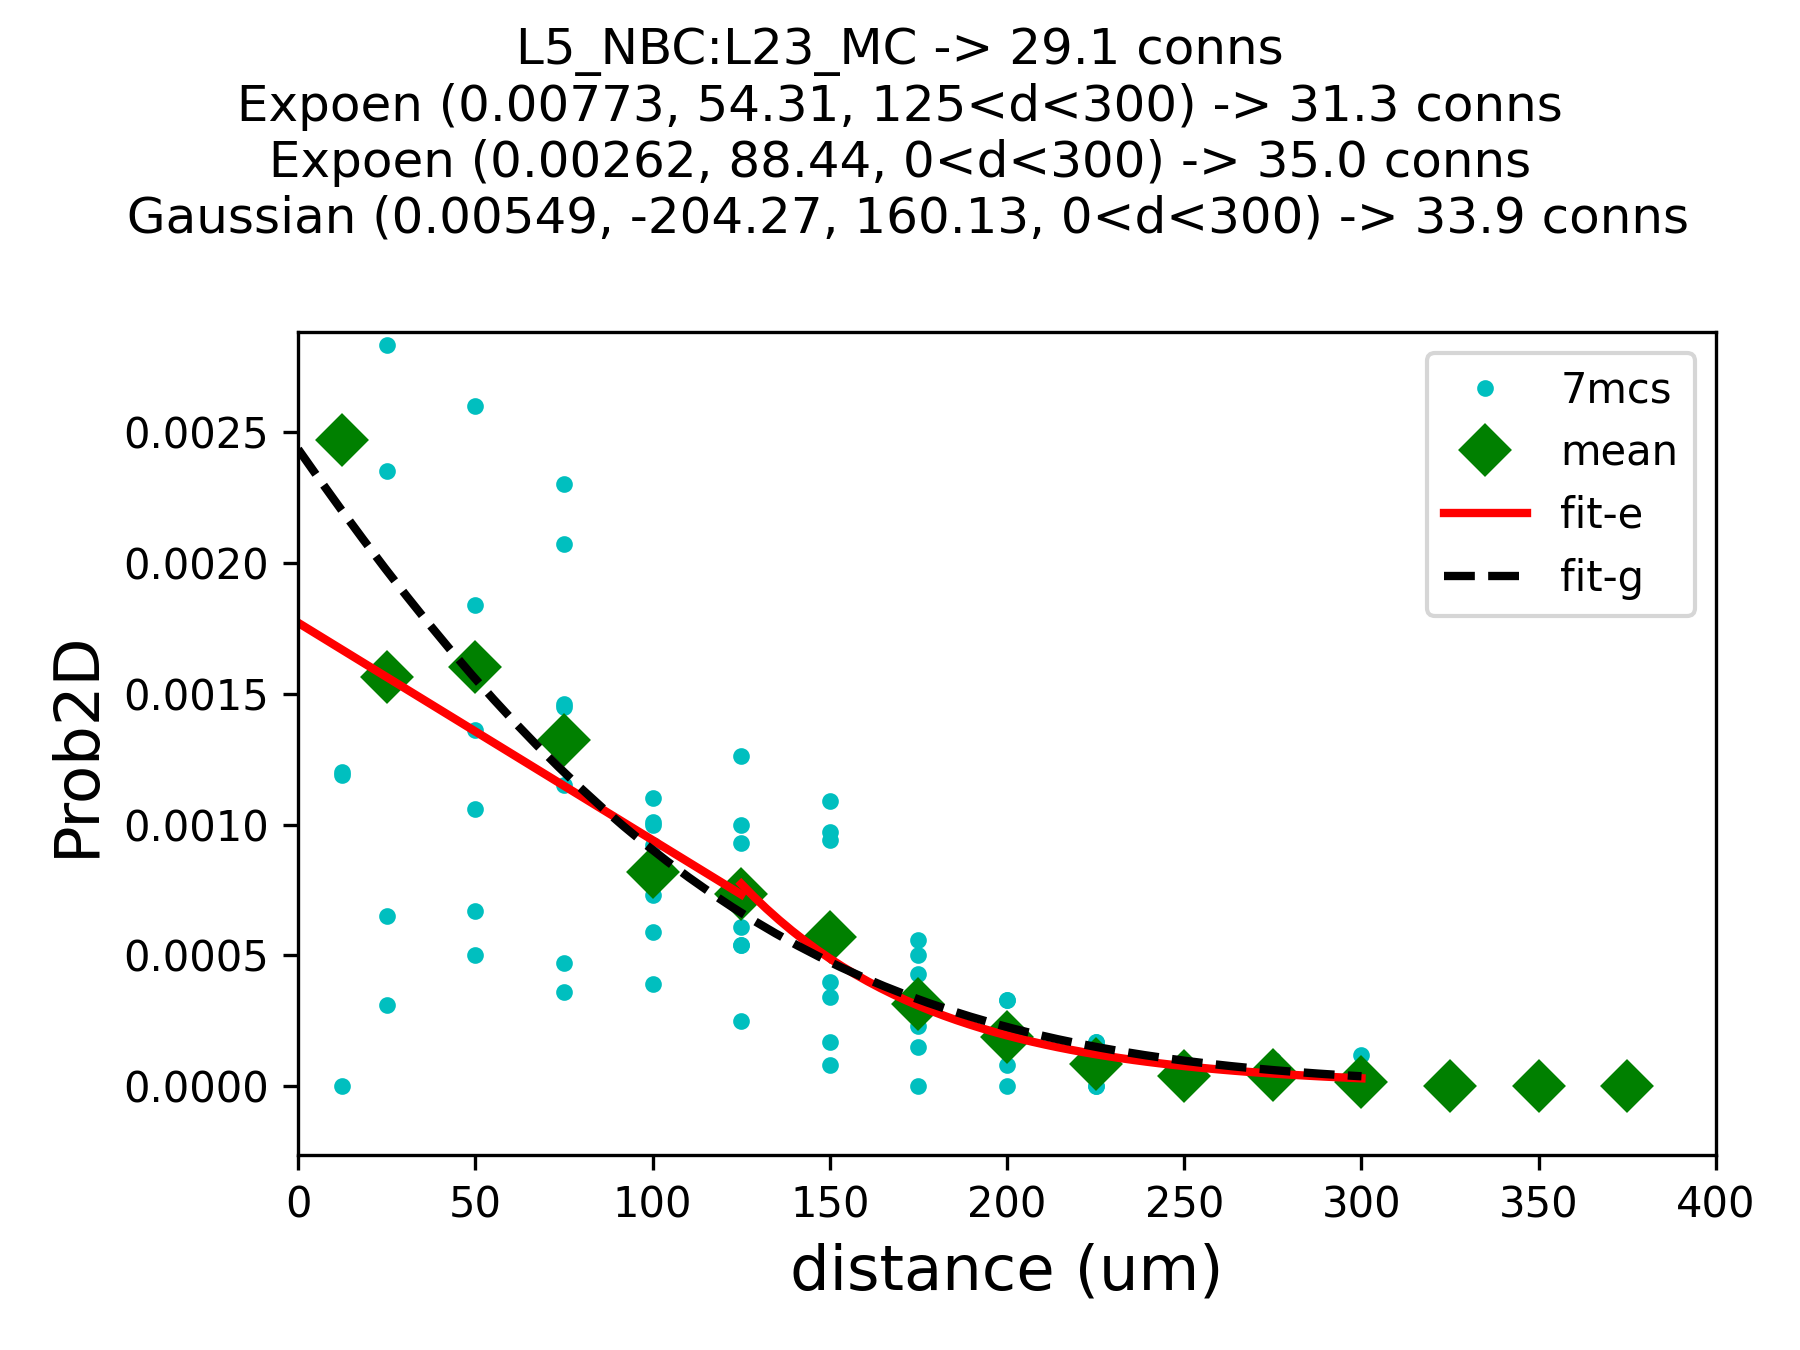 L5_NBC:L23_MC -> 29.1 conns
Expoen (0.00773, 54.31, 125<d<300) -> 31.3 conns
Expoen (0.00262, 88.44, 0<d<300) -> 35.0 conns
Gaussian (0.00549, -204.27, 160.13, 0<d<300) -> 33.9 conns
7mcs
mean
fit-e
fit-g
Prob2D
0.0025
0.0020
0.0015
0.0010
0.0005
0.0000
0 50 100 150 200 250 300 350 400
distance (um)